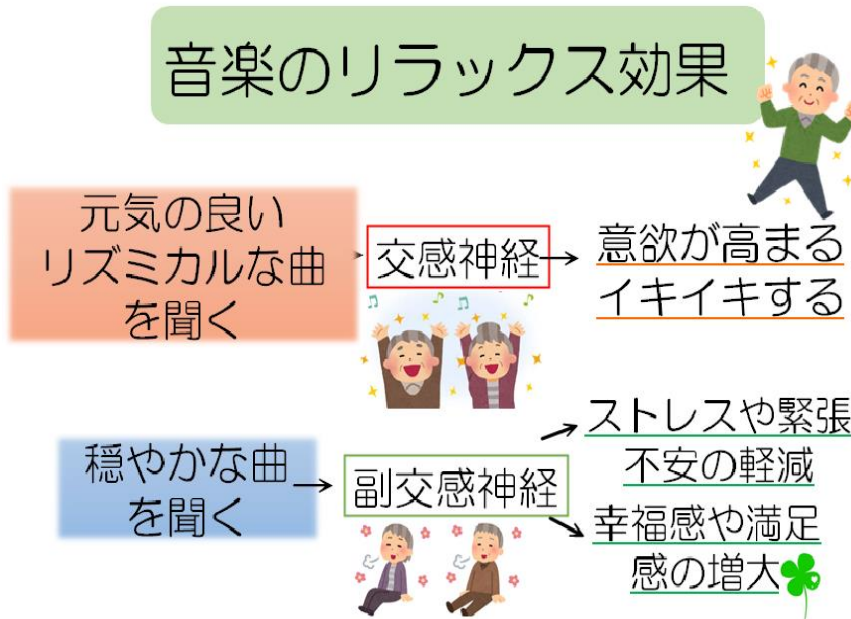 音楽のリラックス効果
元気の良い
リズミカルな曲
を聞く
交感神経
意欲が高まる
イキイキする
穏やかな曲
を聞く
副交感神経
ストレスや緊張
不安の軽減
幸福感や満足
感の増大